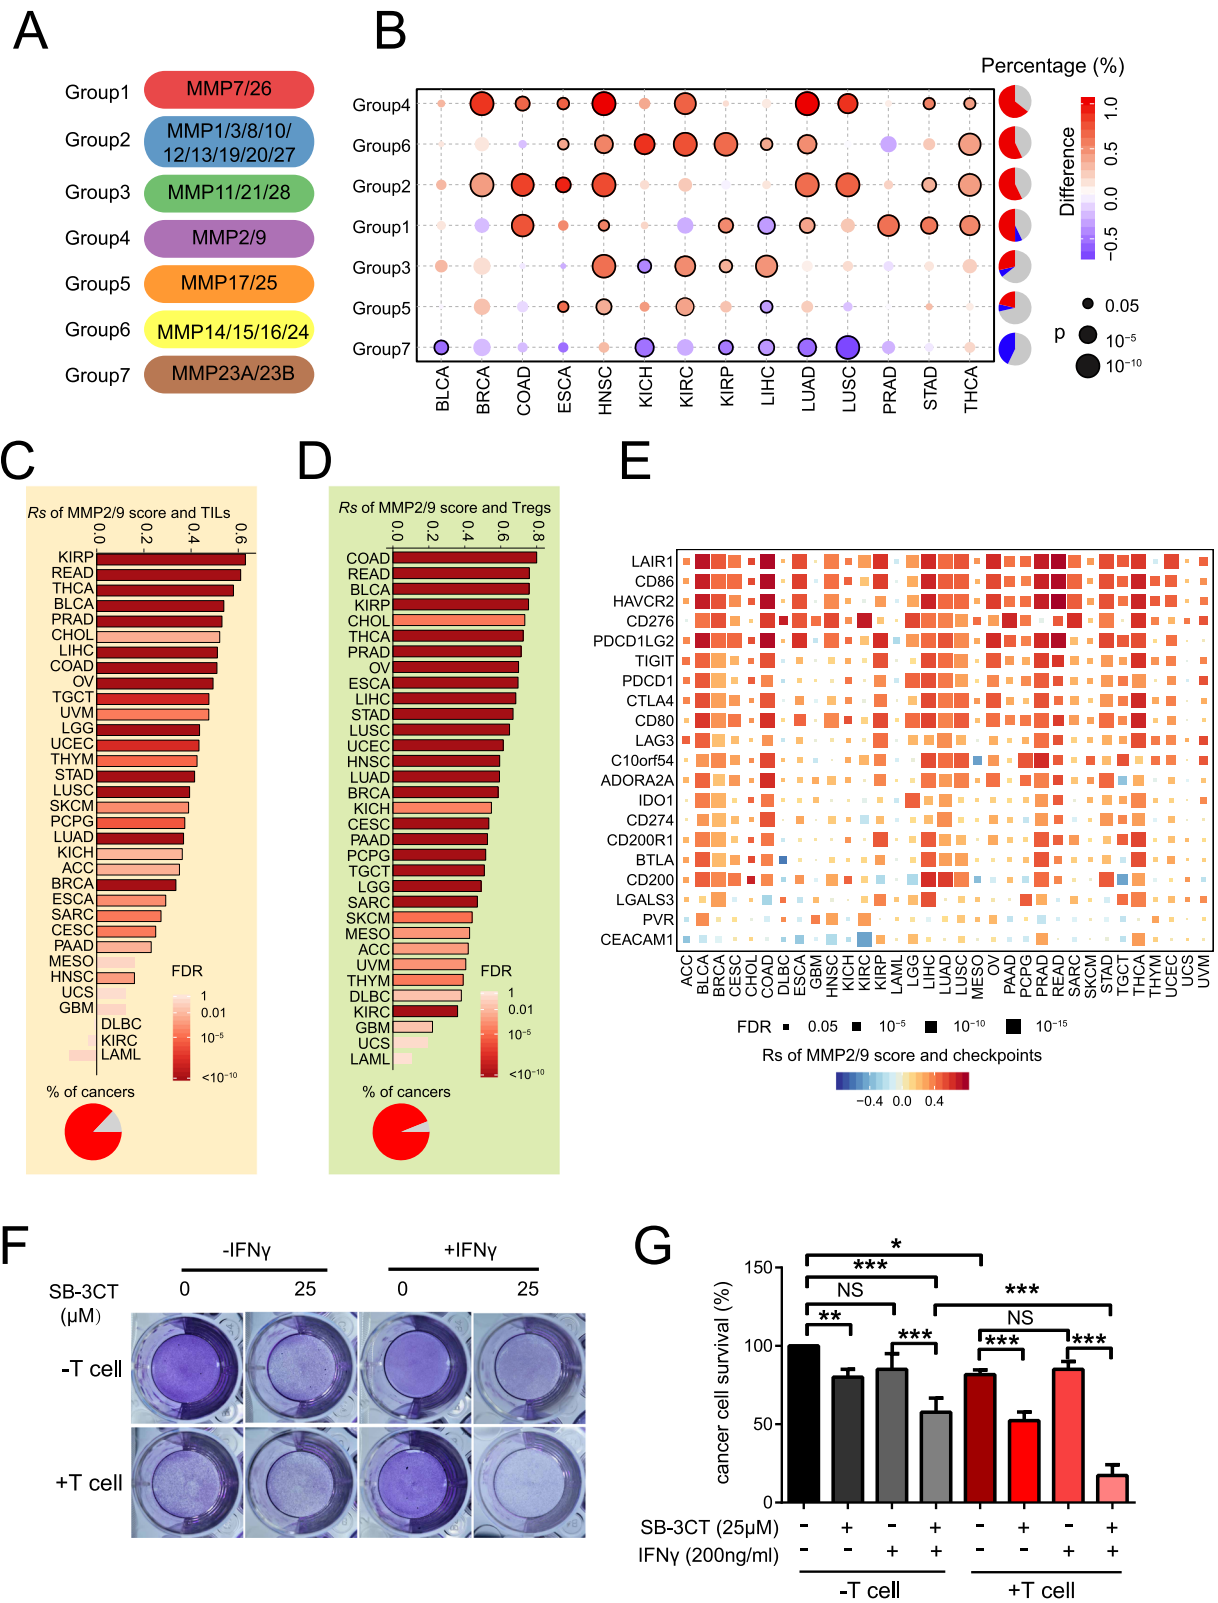 A
Group1 MMP7/26
Group2 MMP1/3/8/10/
12/13/19/20/27
Group3 MMP11/21/28
Group4 MMP2/9
Group5 MMP17/25
Group6 MMP14/15/16/24
Group7 MMP23A/23B
B
Percentage (%)
Group4
Group6
Group2
Group1
Group3
Group5
Group7
BLCA BRCA COAD ESCA HNSC KICH KIRC KIRP LIHC LUAD LUSC PRAD STAD THCA
Difference
1.0
0.5
0.0
−0.5
p
0.05
10−5
10−10
C
Rs of MMP2/9 score and TILs
0.0 0.2 0.4 0.6
KIRP
READ
THCA
BLCA
PRAD
CHOL
LIHC
COAD
OV
TGCT
UVM
LGG
UCEC
THYM
STAD
LUSC
SKCM
PCPG
LUAD
KICH
ACC
BRCA
ESCA
SARC
CESC
PAAD
MESO
HNSC
UCS
GBM
DLBC
KIRC
LAML
FDR
1
0.01
10−5
<10−10
% of cancers
D
Rs of MMP2/9 score and Tregs
0.0 0.2 0.4 0.6 0.8
COAD
READ
BLCA
KIRP
CHOL
THCA
PRAD
OV
ESCA
LIHC
STAD
LUSC
UCEC
HNSC
LUAD
BRCA
KICH
CESC
PAAD
PCPG
TGCT
LGG
SARC
SKCM
MESO
ACC
UVM
THYM
DLBC
KIRC
GBM
UCS
LAML
FDR
1
0.01
10−5
<10−10
% of cancers
E
LAIR1
CD86
HAVCR2
CD276
PDCD1LG2
TIGIT
PDCD1
CTLA4
CD80
LAG3
C10orf54
ADORA2A
IDO1
CD274
CD200R1
BTLA
CD200
LGALS3
PVR
CEACAM1
ACC BLCA BRCA CESC CHOL COAD DLBC ESCA GBM HNSC KICH KIRC KIRP LAML LGG LIHC LUAD LUSC MESO OV PAAD PCPG PRAD READ SARC SKCM STAD TGCT THCA THYM UCEC UCS UVM
FDR 0.05 10−5 10−10 10−15
Rs of MMP2/9 score and checkpoints
−0.4 0.0 0.4
F
-IFNγ +IFNγ
SB-3CT 0 25 0 25
(μM)
-T cell
+T cell
G
cancer cell survival (%)
150
100
50
0
*
***
***
NS
NS
**
***
***
***
SB-3CT (25μM) - + - + - + - +
IFNγ (200ng/ml) - - + + - - + +
-T cell +T cell